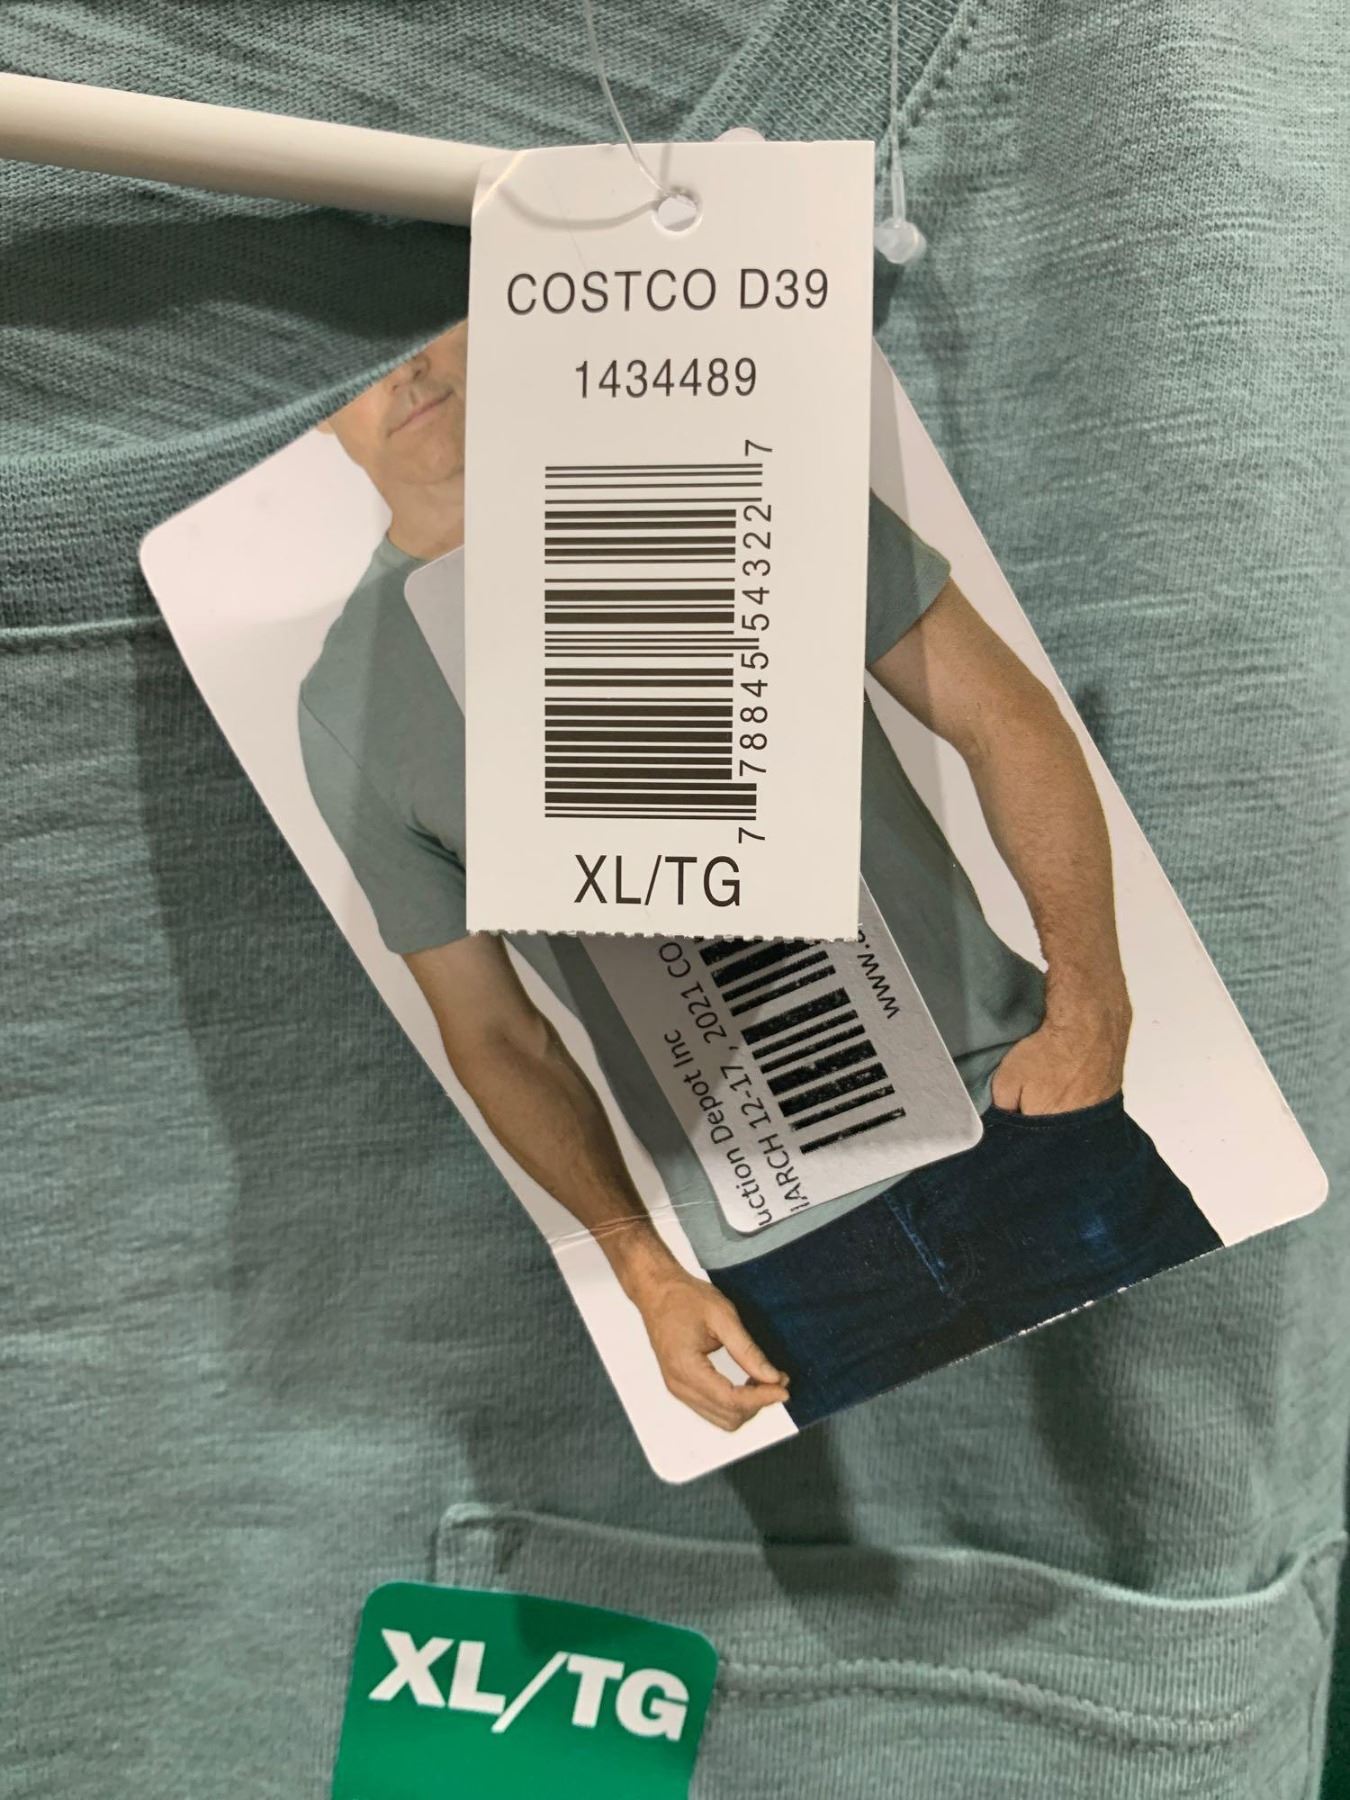 COSTCO D39
1434489
7 78845 54322 7
XL/TG
uction Depot Inc
MARCH 12-17, 2021 CO
www.
XL/TG